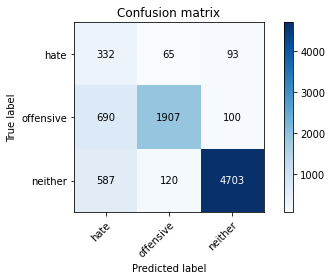 Confusion matrix
hate 332 65 93
offensive 690 1907 100
neither 587 120 4703
hate offensive neither
True label
Predicted label
4000
3000
2000
1000